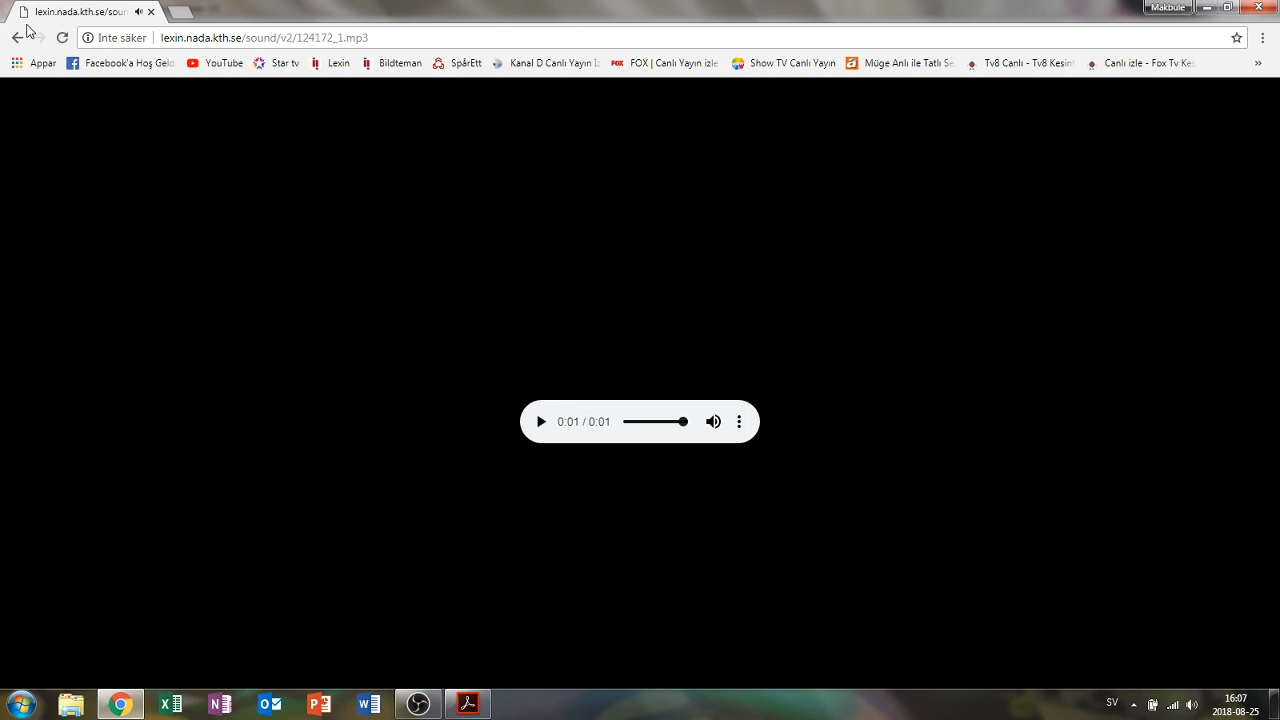 lexin.nada.kth.se/soun
Makbule
Inte säker lexin.nada.kth.se/sound/v2/124172_1.mp3
Appar Facebook'a Hoş Geld YouTube Star tv Lexin Bildteman SpårEtt Kanal D Canlı Yayın İz FOX | Canlı Yayın izle Show TV Canlı Yayın Müge Anlı ile Tatlı Se Tv8 Canlı - Tv8 Kesint Canlı izle - Fox Tv Kes
0:01 / 0:01
SV
16:07
2018-08-25